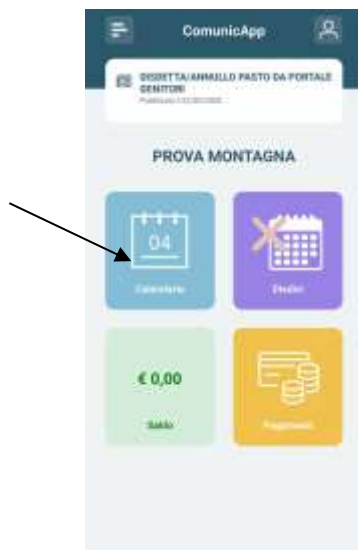 ComunicApp
DISDETTA/ANNULLO PASTO DA PORTALE
GENITORI
PROVA MONTAGNA
04
Calendario
Disdici
€ 0,00
Saldo
Pagamenti